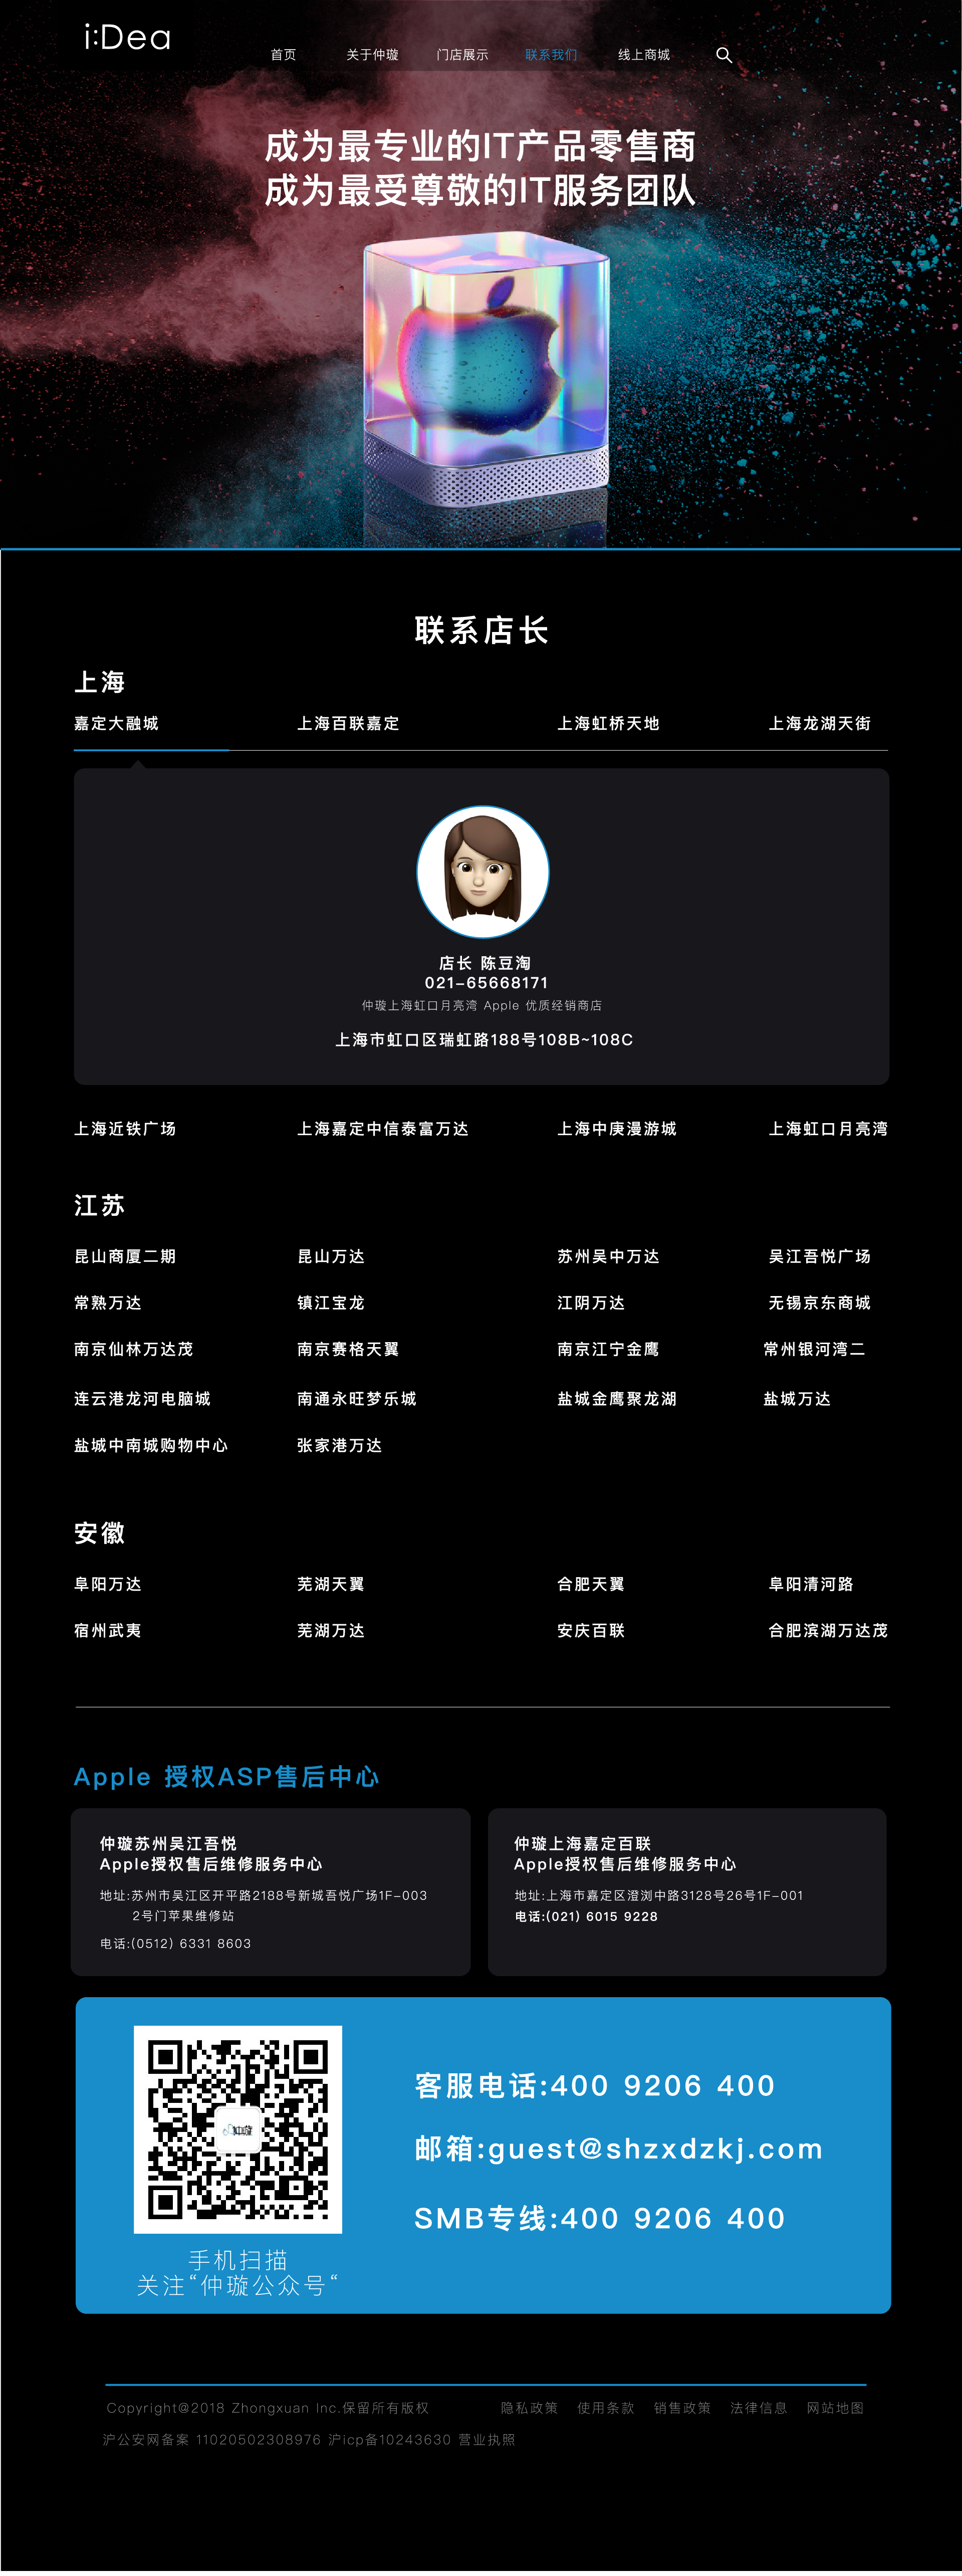 i:Dea
首页 关于仲璇 门店展示 联系我们 线上商城
成为最专业的IT产品零售商
成为最受尊敬的IT服务团队
联系店长
上海
嘉定大融城 上海百联嘉定 上海虹桥天地 上海龙湖天街
店长 陈豆淘
021-65668171
仲璇上海虹口月亮湾 Apple 优质经销商店
上海市虹口区瑞虹路188号108B~108C
上海近铁广场 上海嘉定中信泰富万达 上海中庚漫游城 上海虹口月亮湾
江苏
昆山商厦二期 昆山万达 苏州吴中万达 吴江吾悦广场
常熟万达 镇江宝龙 江阴万达 无锡京东商城
南京仙林万达茂 南京赛格天翼 南京江宁金鹰 常州银河湾二
连云港龙河电脑城 南通永旺梦乐城 盐城金鹰聚龙湖 盐城万达
盐城中南城购物中心 张家港万达
安徽
阜阳万达 芜湖天翼 合肥天翼 阜阳清河路
宿州武夷 芜湖万达 安庆百联 合肥滨湖万达茂
Apple 授权ASP售后中心
仲璇苏州吴江吾悦
Apple授权售后维修服务中心
地址:苏州市吴江区开平路2188号新城吾悦广场1F-003
2号门苹果维修站
电话:(0512) 6331 8603
仲璇上海嘉定百联
Apple授权售后维修服务中心
地址:上海市嘉定区澄浏中路3128号26号1F-001
电话:(021) 6015 9228
仲璇
手机扫描
关注“仲璇公众号“
客服电话:400 9206 400
邮箱:guest@shzxdzkj.com
SMB专线:400 9206 400
Copyright@2018 Zhongxuan Inc.保留所有版权 隐私政策 使用条款 销售政策 法律信息 网站地图
沪公安网备案 11020502308976 沪icp备10243630 营业执照